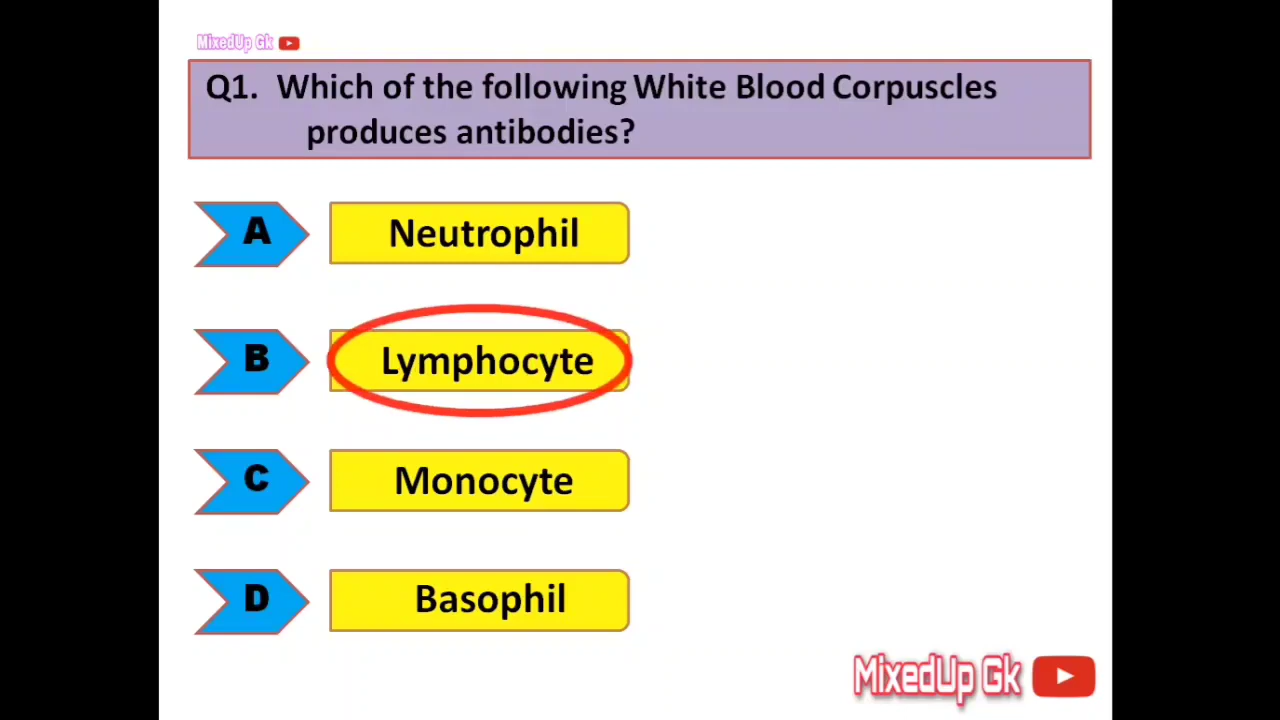 MixedUp Gk
Q1. Which of the following White Blood Corpuscles
produces antibodies?
A Neutrophil
B Lymphocyte
C Monocyte
D Basophil
MixedUp Gk